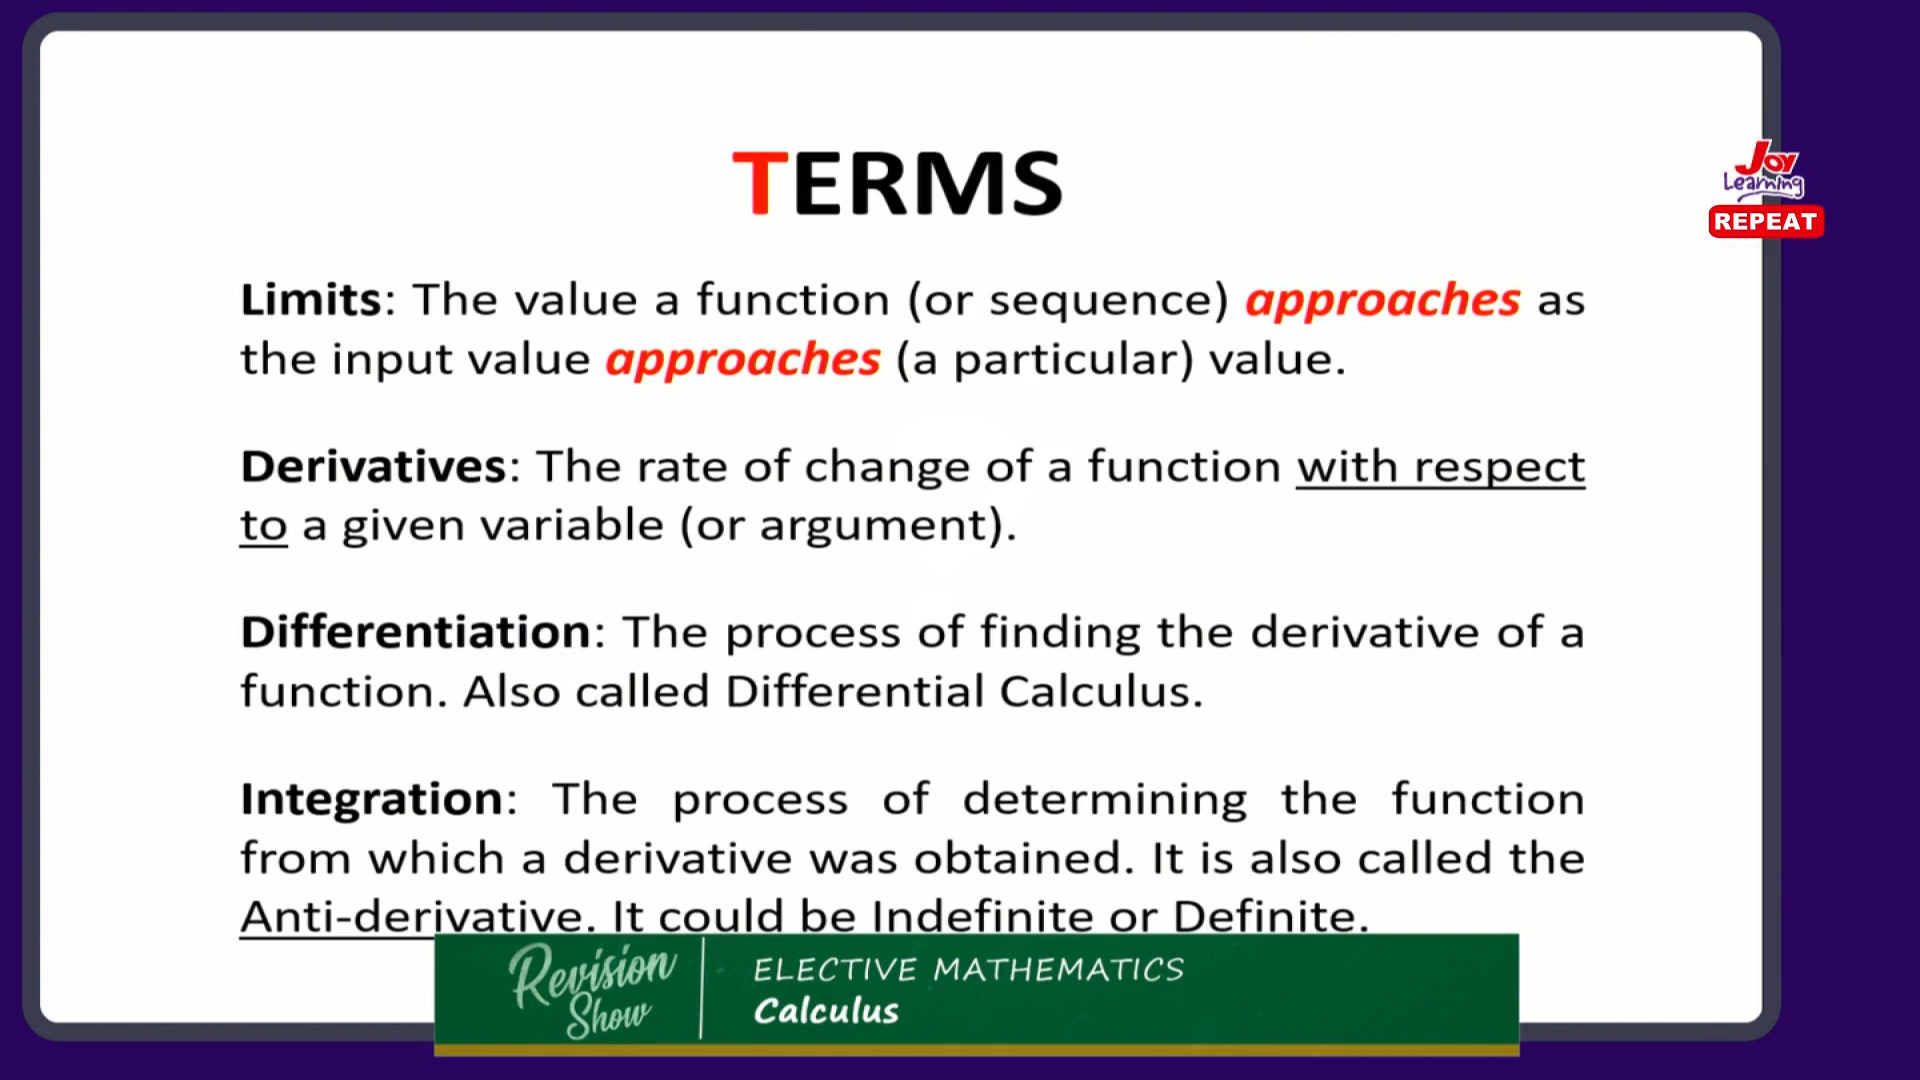 TERMS
Joy
Learning
REPEAT
Limits: The value a function (or sequence) approaches as
the input value approaches (a particular) value.
Derivatives: The rate of change of a function with respect
to a given variable (or argument).
Differentiation: The process of finding the derivative of a
function. Also called Differential Calculus.
Integration: The process of determining the function
from which a derivative was obtained. It is also called the
Anti-derivative. It could be Indefinite or Definite.
Revision
Show
ELECTIVE MATHEMATICS
Calculus